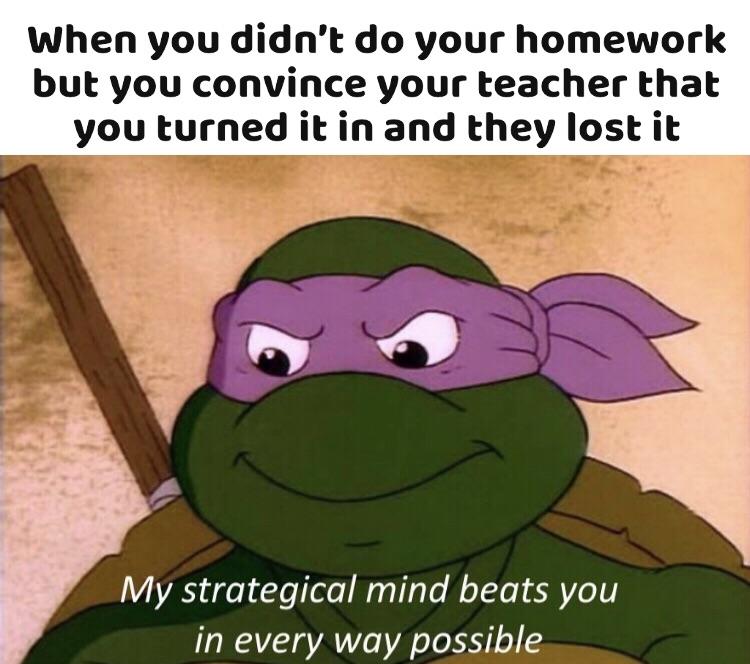 When you didn't do your homework
but you convince your teacher that
you turned it in and they lost it
My strategical mind beats you
in every way possible